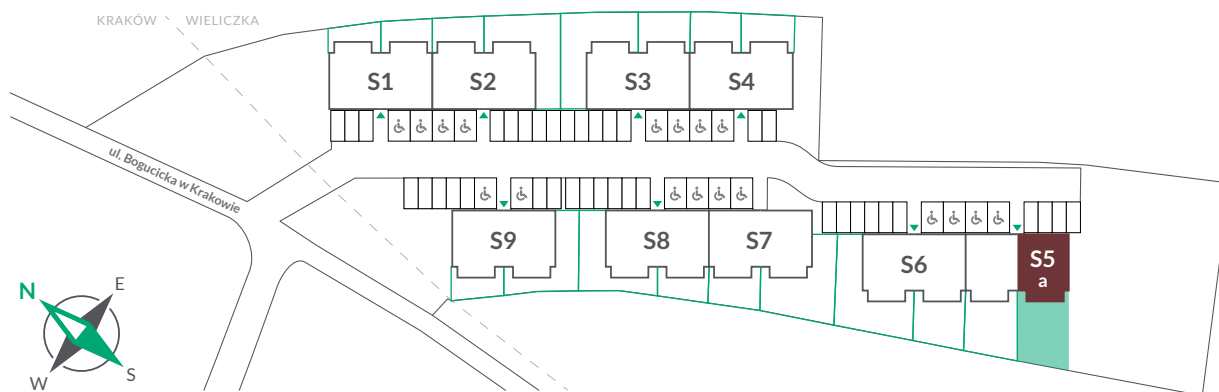 KRAKÓW WIELICZKA
S1 S2 S3 S4
ul. Bogucicka w Krakowie
S9 S8 S7
S6 S5
a
N E
W S